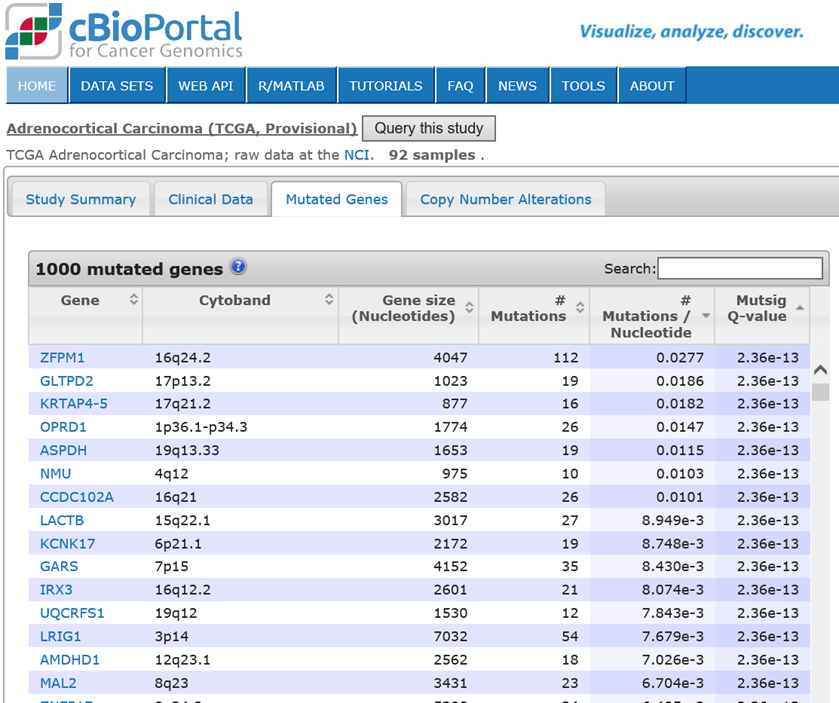 cBioPortal
for Cancer Genomics
Visualize, analyze, discover.
HOME DATA SETS WEB API R/MATLAB TUTORIALS FAQ NEWS TOOLS ABOUT
Adrenocortical Carcinoma (TCGA, Provisional) Query this study
TCGA Adrenocortical Carcinoma; raw data at the NCI. 92 samples .
Study Summary Clinical Data Mutated Genes Copy Number Alterations
1000 mutated genes ? Search:
Gene Cytoband Gene size (Nucleotides) # Mutations # Mutations / Nucleotide Mutsig Q-value
ZFPM1 16q24.2 4047 112 0.0277 2.36e-13
GLTPD2 17p13.2 1023 19 0.0186 2.36e-13
KRTAP4-5 17q21.2 877 16 0.0182 2.36e-13
OPRD1 1p36.1-p34.3 1774 26 0.0147 2.36e-13
ASPDH 19q13.33 1653 19 0.0115 2.36e-13
NMU 4q12 975 10 0.0103 2.36e-13
CCDC102A 16q21 2582 26 0.0101 2.36e-13
LACTB 15q22.1 3017 27 8.949e-3 2.36e-13
KCNK17 6p21.1 2172 19 8.748e-3 2.36e-13
GARS 7p15 4152 35 8.430e-3 2.36e-13
IRX3 16q12.2 2601 21 8.074e-3 2.36e-13
UQCRFS1 19q12 1530 12 7.843e-3 2.36e-13
LRIG1 3p14 7032 54 7.679e-3 2.36e-13
AMDHD1 12q23.1 2562 18 7.026e-3 2.36e-13
MAL2 8q23 3431 23 6.704e-3 2.36e-13